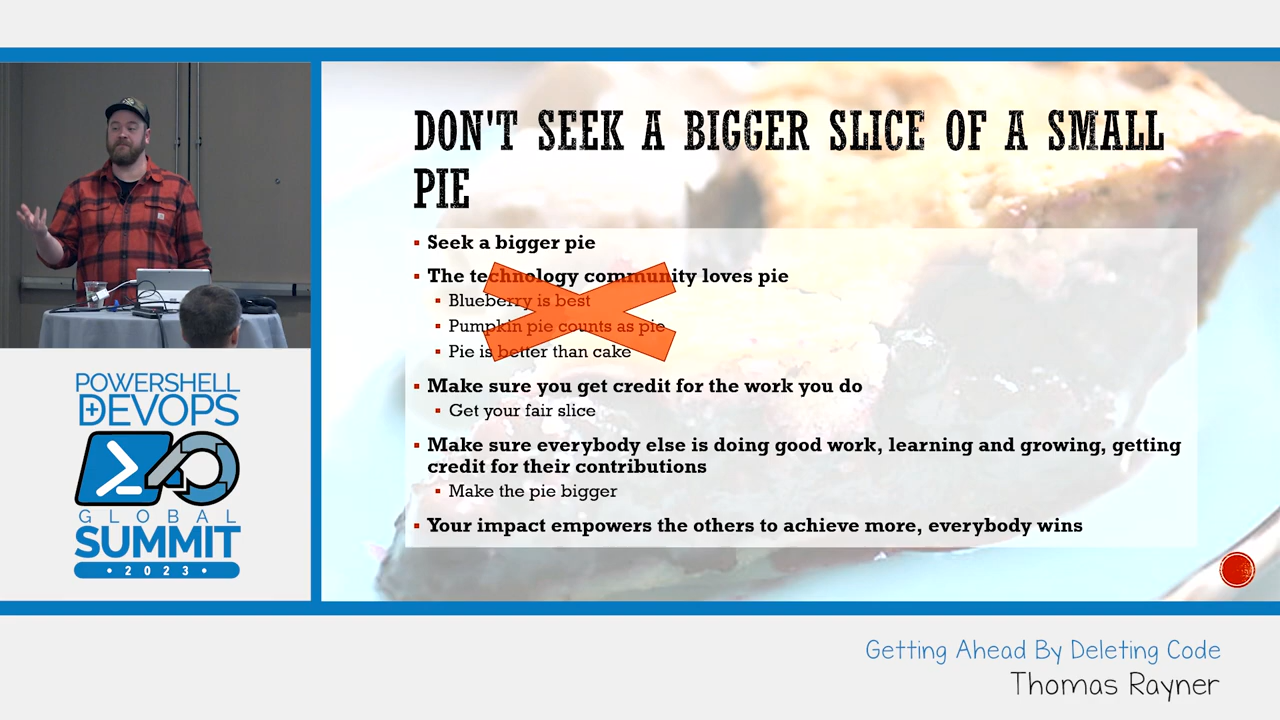 DON'T SEEK A BIGGER SLICE OF A SMALL
PIE
Seek a bigger pie
The technology community loves pie
Blueberry is best
Pumpkin pie counts as pie
Pie is better than cake
Make sure you get credit for the work you do
Get your fair slice
Make sure everybody else is doing good work, learning and growing, getting
credit for their contributions
Make the pie bigger
Your impact empowers the others to achieve more, everybody wins
POWERSHELL
+DEVOPS
GLOBAL
SUMMIT
• 2023 •
Getting Ahead By Deleting Code
Thomas Rayner